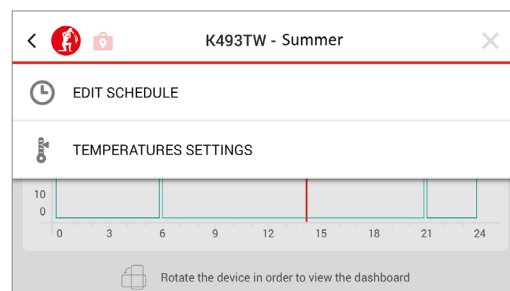 K493TW - Summer
EDIT SCHEDULE
TEMPERATURES SETTINGS
10
0
0 3 6 9 12 15 18 21 24
Rotate the device in order to view the dashboard